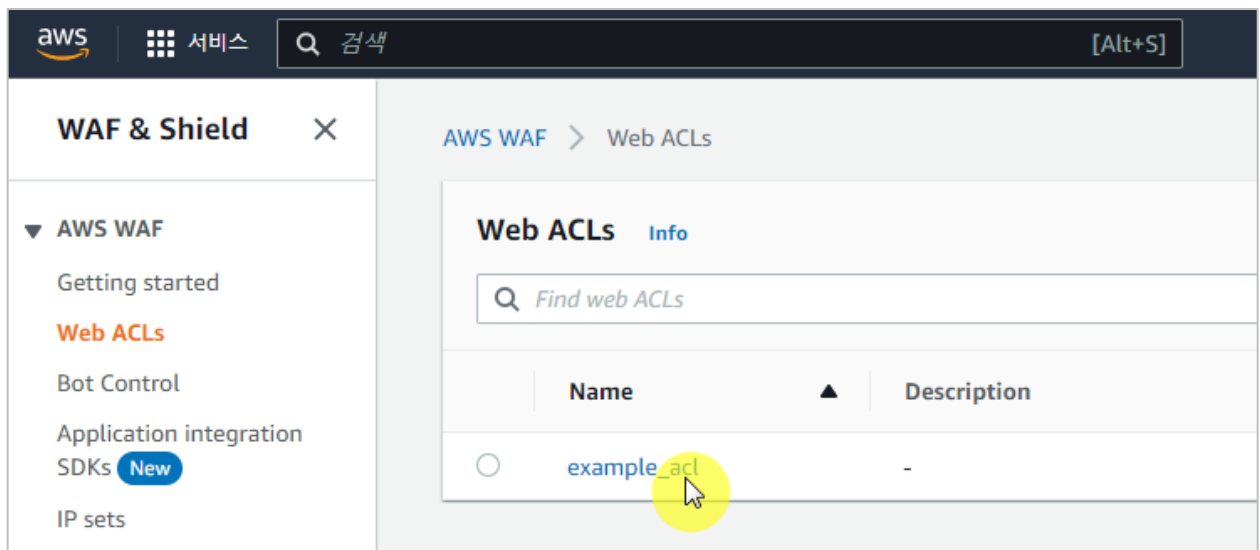 aws 서비스 검색 [Alt+S]
WAF & Shield
AWS WAF
Getting started
Web ACLs
Bot Control
Application integration
SDKs New
IP sets
AWS WAF > Web ACLs
Web ACLs Info
Find web ACLs
Name Description
example_acl -